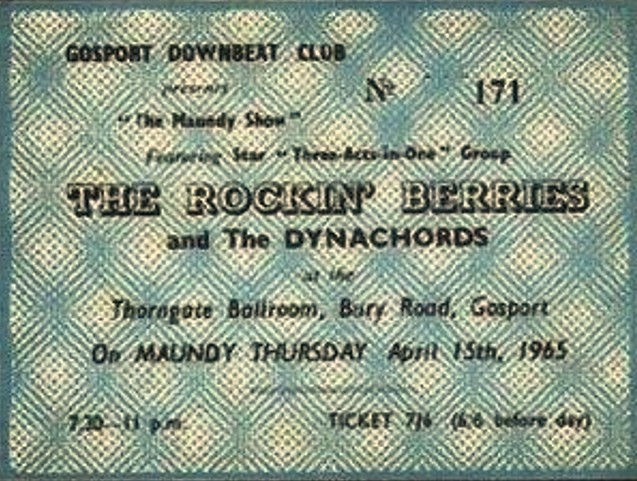 GOSPORT DOWNBEAT CLUB
presents
Nº 171
"The Maundy Show"
Featuring Star "Three-Acts-in-One" Group
THE ROCKIN' BERRIES
and The DYNACHORDS
at the
Thorngate Ballroom, Bury Road, Gosport
On MAUNDY THURSDAY April 15th, 1965
7.30—11 p.m.
TICKET 7/6 (6/6 before day)